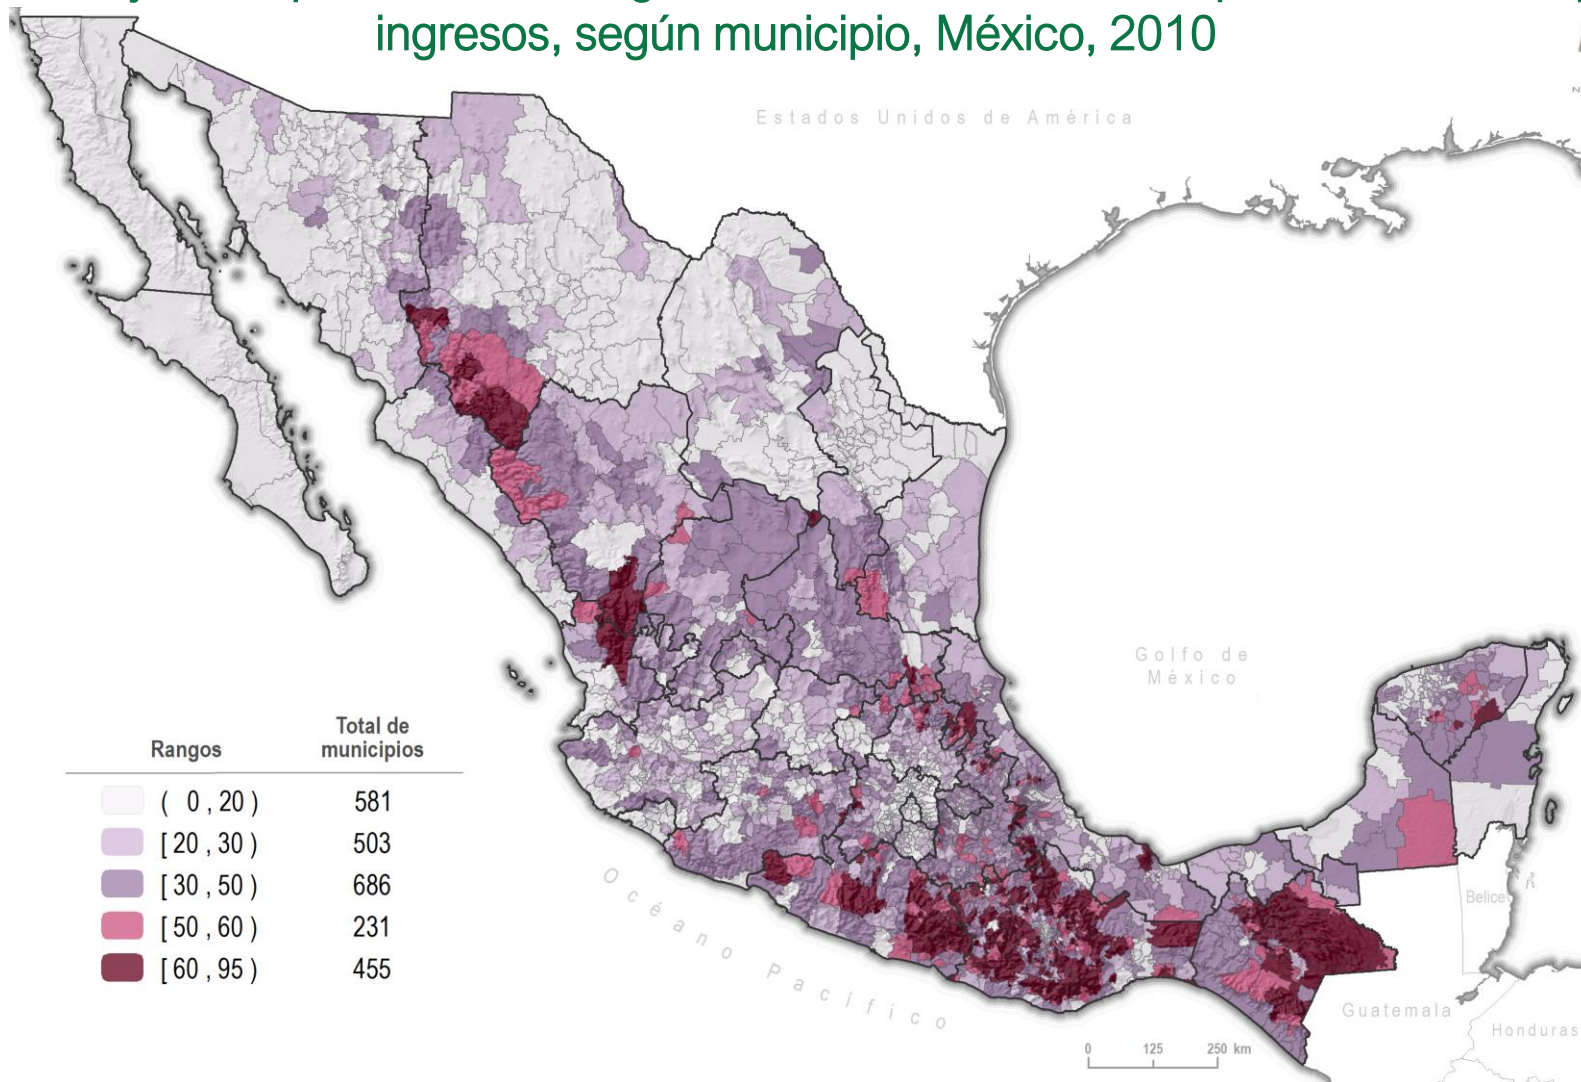 ingresos, según municipio, México, 2010
Estados Unidos de América
Golfo de
México
Rangos
Total de
municipios
( 0 , 20 ) 581
[ 20 , 30 ) 503
[ 30 , 50 ) 686
[ 50 , 60 ) 231
[ 60 , 95 ) 455
Océano Pacífico
Belice
Guatemala
Honduras
0 125 250 km
N